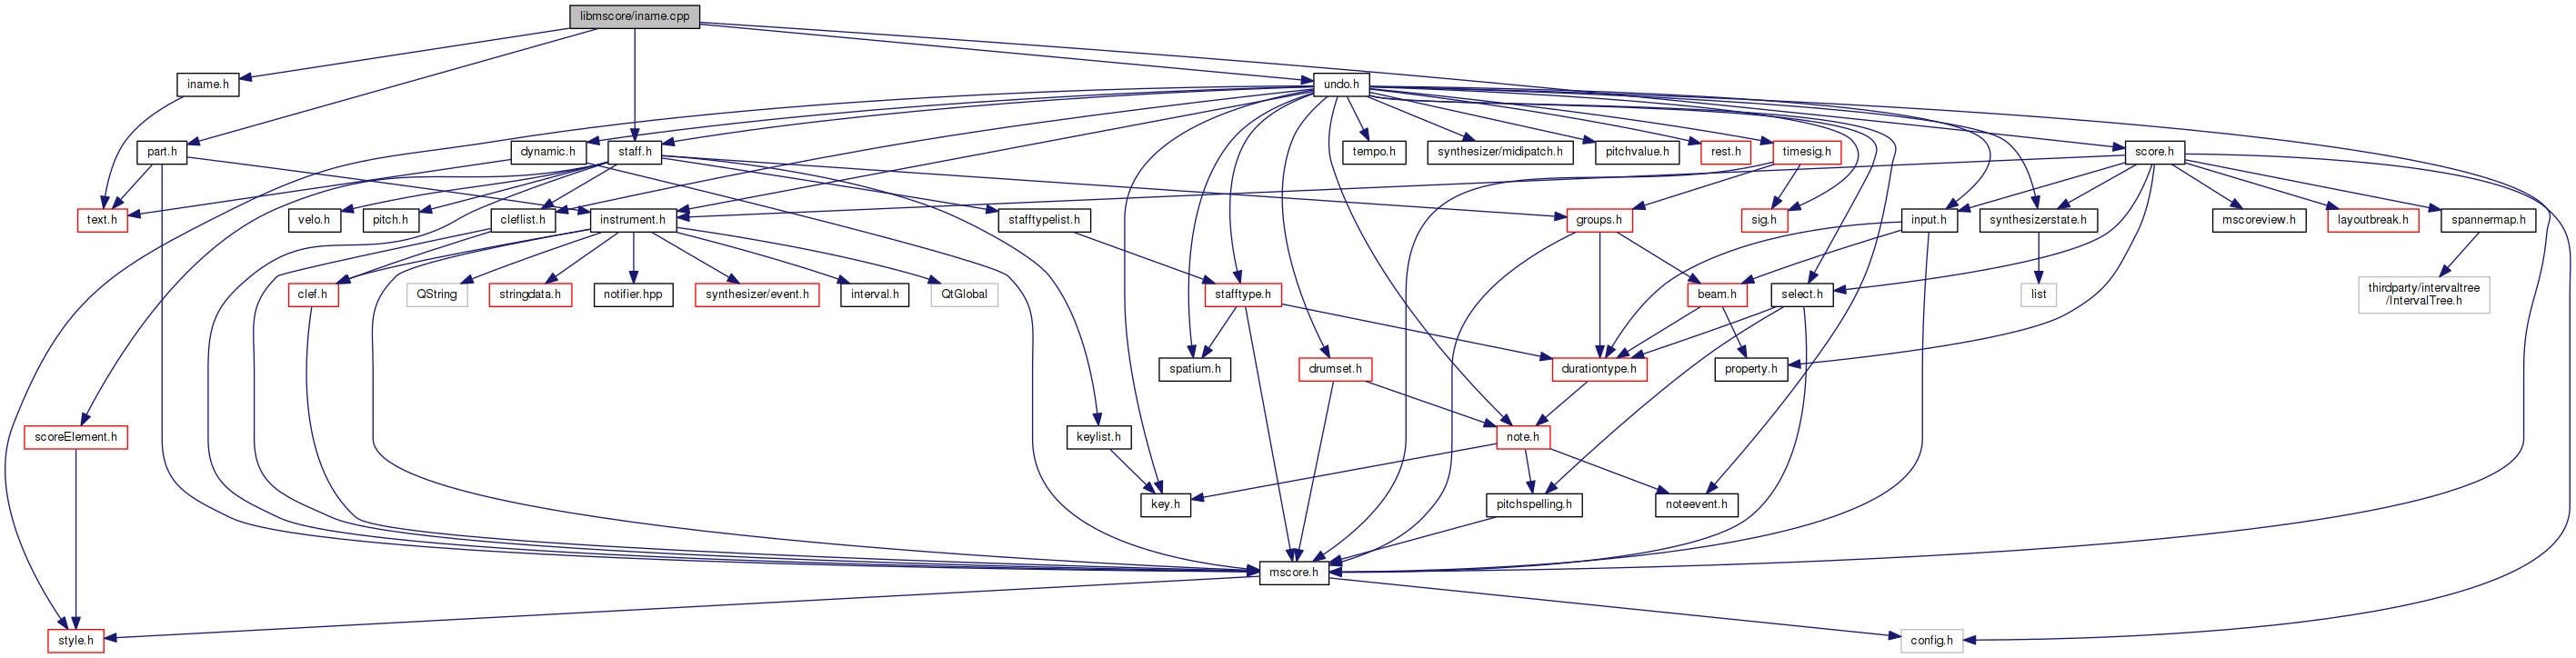 libmscore/iname.cpp
iname.h
undo.h
part.h
dynamic.h
staff.h
tempo.h
synthesizer/midipatch.h
pitchvalue.h
rest.h
timesig.h
score.h
text.h
velo.h
pitch.h
cleflist.h
instrument.h
stafftypelist.h
groups.h
sig.h
input.h
synthesizerstate.h
mscoreview.h
layoutbreak.h
spannermap.h
clef.h
QString
stringdata.h
notifier.hpp
synthesizer/event.h
interval.h
QtGlobal
stafftype.h
beam.h
select.h
list
thirdparty/intervaltree
/IntervalTree.h
spatium.h
drumset.h
durationtype.h
property.h
scoreElement.h
keylist.h
note.h
key.h
pitchspelling.h
noteevent.h
mscore.h
style.h
config.h